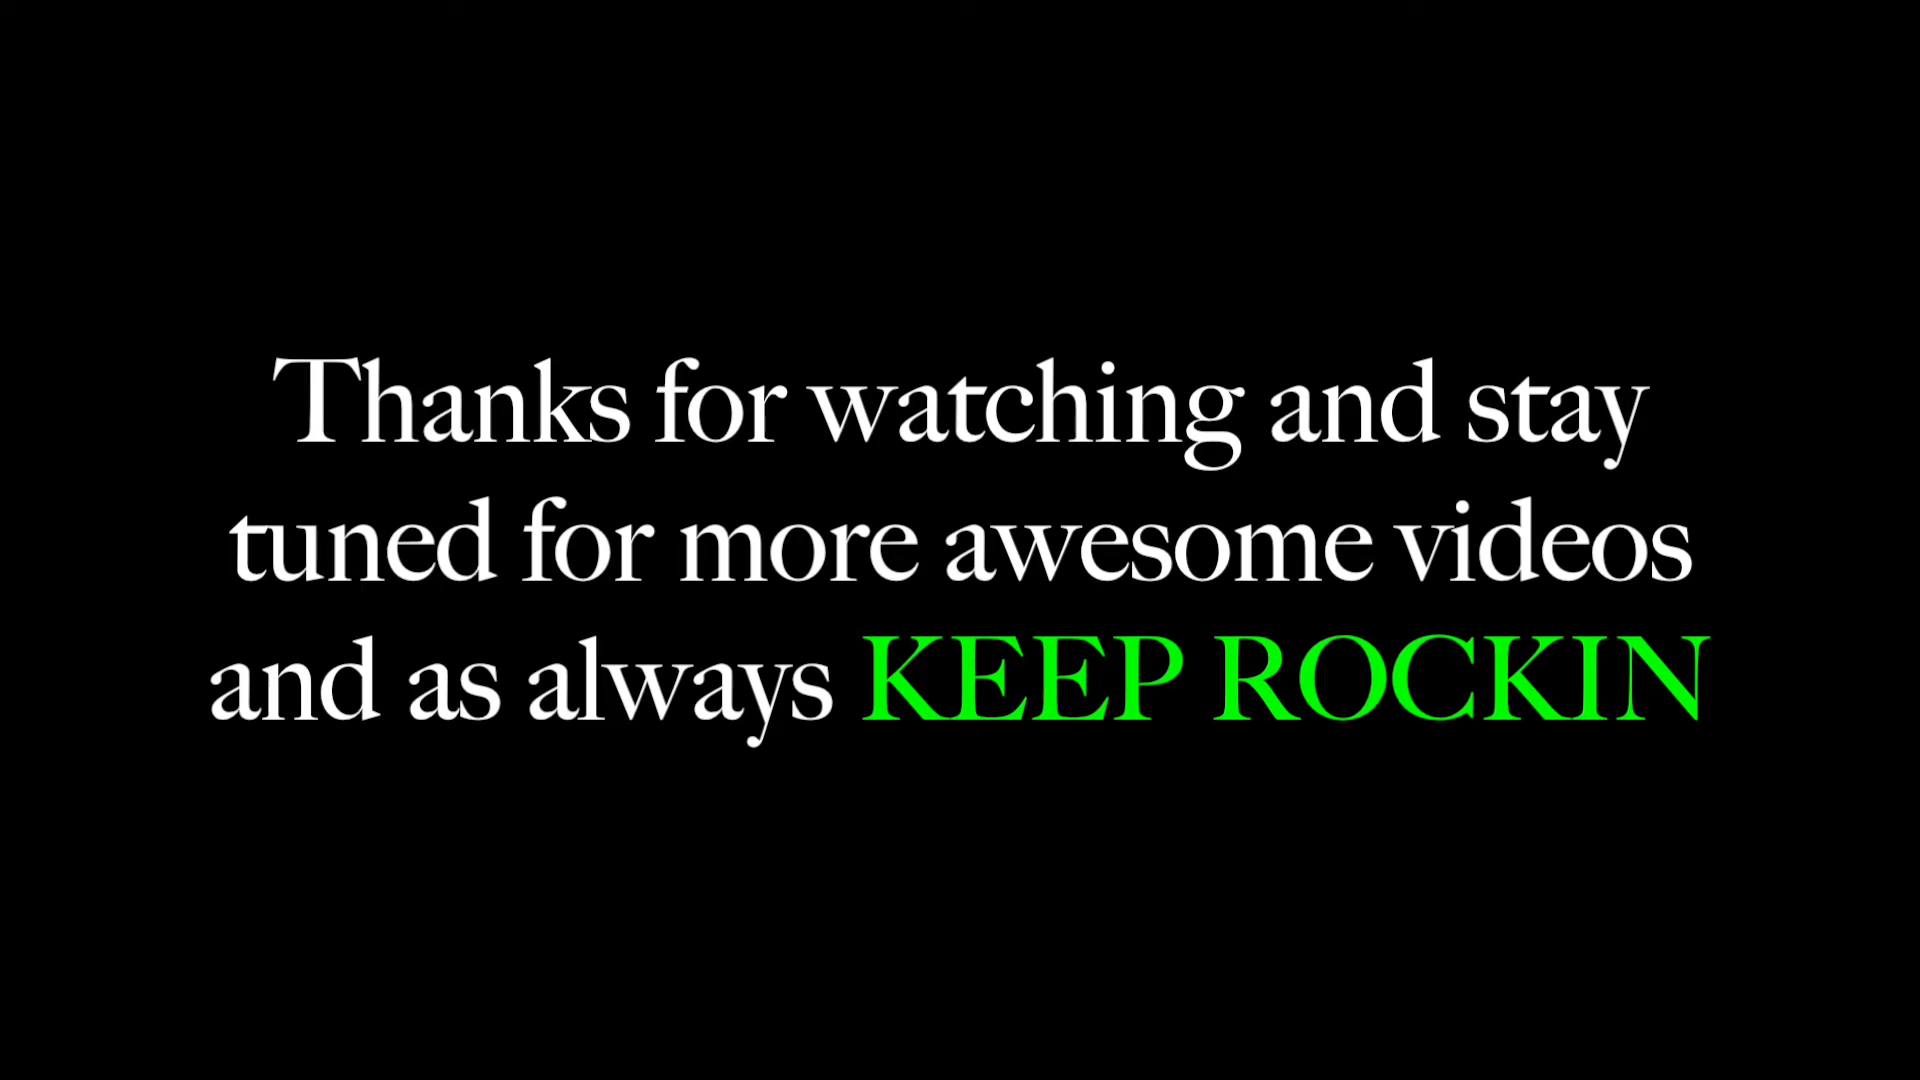 Thanks for watching and stay
tuned for more awesome videos
and as always KEEP ROCKIN